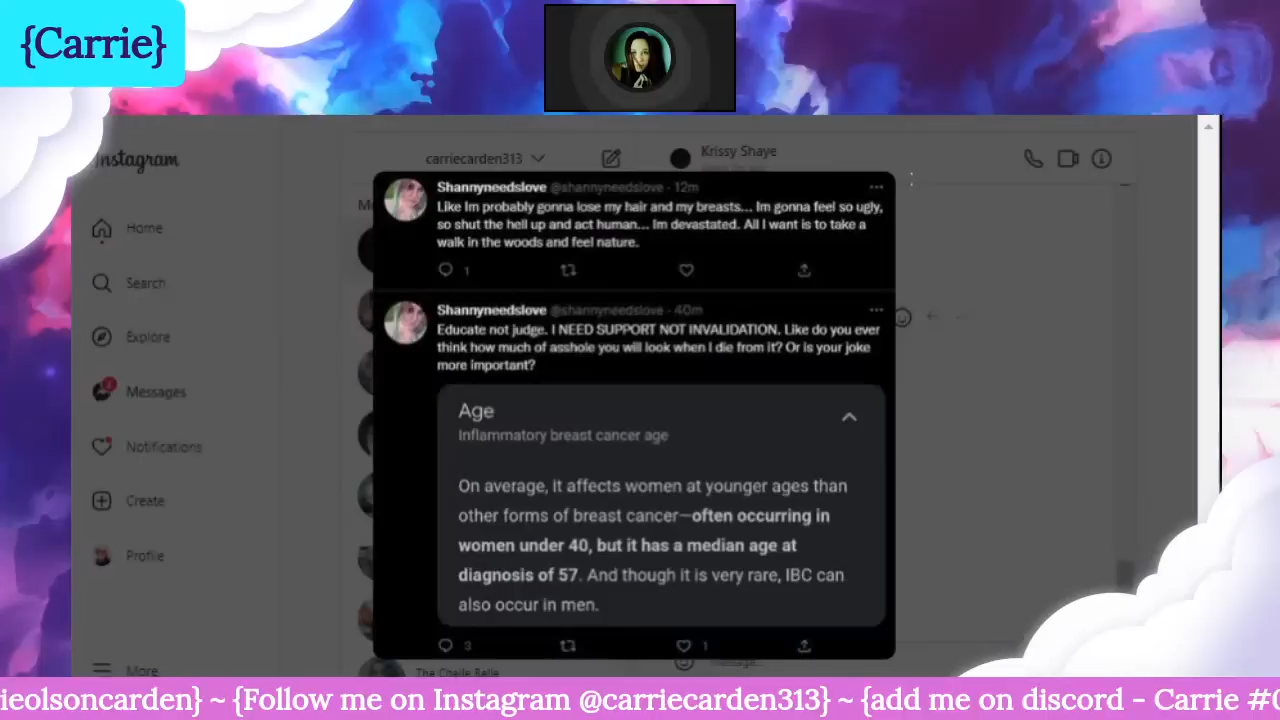 {Carrie}
Instagram
carriecarden313
Krissy Shaye
Home
Search
Explore
Messages
Notifications
Create
Profile
More
Shannyneedslove @shannyneedslove - 12m
Like Im probably gonna lose my hair and my breasts... Im gonna feel so ugly,
so shut the hell up and act human... Im devastated. All I want is to take a
walk in the woods and feel nature.
1
Shannyneedslove @shannyneedslove - 40m
Educate not judge. I NEED SUPPORT NOT INVALIDATION. Like do you ever
think how much of asshole you will look when I die from it? Or is your joke
more important?
Age
Inflammatory breast cancer age
On average, it affects women at younger ages than
other forms of breast cancer—often occurring in
women under 40, but it has a median age at
diagnosis of 57. And though it is very rare, IBC can
also occur in men.
3
1
The Chelle Belle
Message...
rieolsoncarden} ~ {Follow me on Instagram @carriecarden313} ~ {add me on discord - Carrie #0